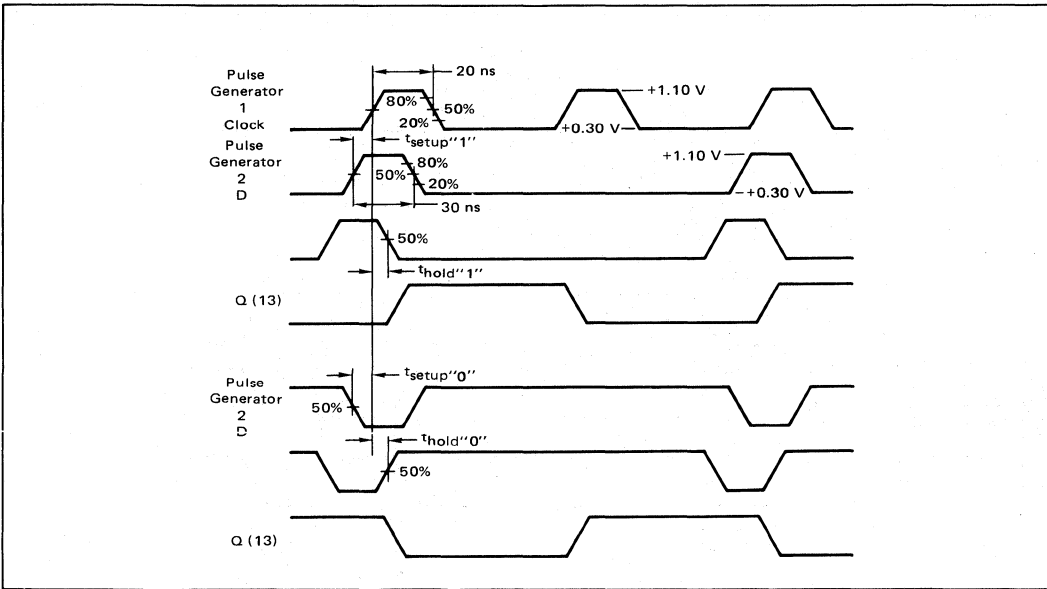 Pulse
Generator
1
Clock
20 ns
80%
50%
20%
+1.10 V
+0.30 V
tsetup"1"
Pulse
Generator
2
D
80%
50%
20%
30 ns
+1.10 V
+0.30 V
50%
thold"1"
Q (13)
tsetup"0"
Pulse
Generator
2
D
50%
thold"0"
50%
Q (13)